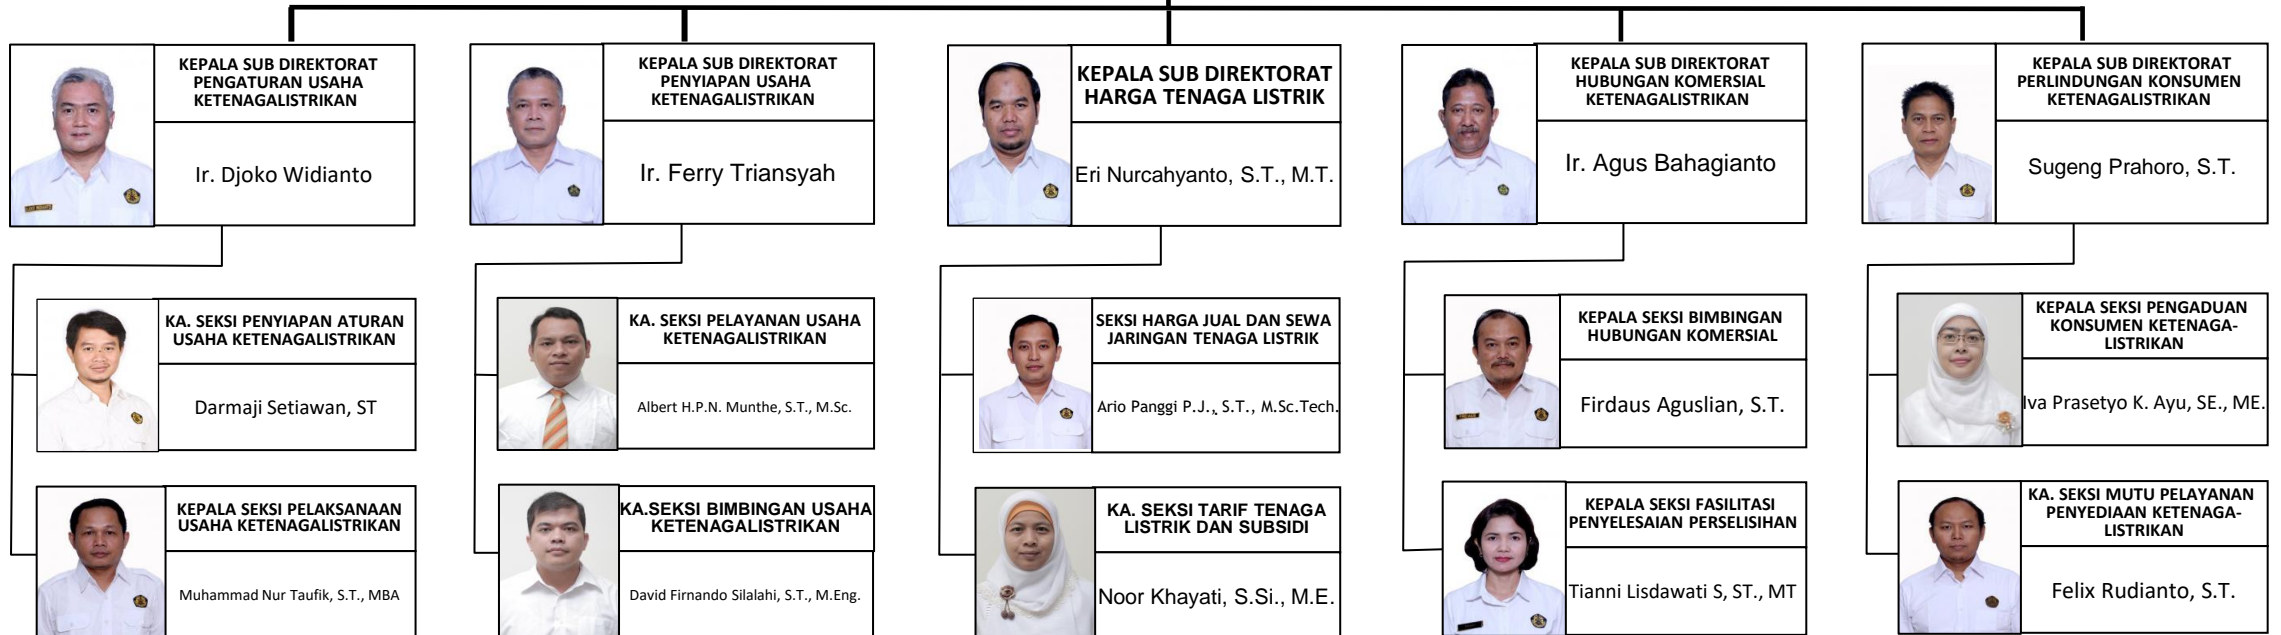 KEPALA SUB DIREKTORAT
PENGATURAN USAHA
KETENAGALISTRIKAN
Ir. Djoko Widianto
KEPALA SUB DIREKTORAT
PENYIAPAN USAHA
KETENAGALISTRIKAN
Ir. Ferry Triansyah
KEPALA SUB DIREKTORAT
HARGA TENAGA LISTRIK
Eri Nurcahyanto, S.T., M.T.
KEPALA SUB DIREKTORAT
HUBUNGAN KOMERSIAL
KETENAGALISTRIKAN
Ir. Agus Bahagianto
KEPALA SUB DIREKTORAT
PERLINDUNGAN KONSUMEN
KETENAGALISTRIKAN
Sugeng Prahoro, S.T.
KA. SEKSI PENYIAPAN ATURAN
USAHA KETENAGALISTRIKAN
Darmaji Setiawan, ST
KA. SEKSI PELAYANAN USAHA
KETENAGALISTRIKAN
Albert H.P.N. Munthe, S.T., M.Sc.
SEKSI HARGA JUAL DAN SEWA
JARINGAN TENAGA LISTRIK
Ario Panggi P.J., S.T., M.Sc.Tech.
KEPALA SEKSI BIMBINGAN
HUBUNGAN KOMERSIAL
Firdaus Aguslian, S.T.
KEPALA SEKSI PENGADUAN
KONSUMEN KETENAGA-
LISTRIKAN
Iva Prasetyo K. Ayu, SE., ME.
KEPALA SEKSI PELAKSANAAN
USAHA KETENAGALISTRIKAN
Muhammad Nur Taufik, S.T., MBA
KA.SEKSI BIMBINGAN USAHA
KETENAGALISTRIKAN
David Firnando Silalahi, S.T., M.Eng.
KA. SEKSI TARIF TENAGA
LISTRIK DAN SUBSIDI
Noor Khayati, S.Si., M.E.
KEPALA SEKSI FASILITASI
PENYELESAIAN PERSELISIHAN
Tianni Lisdawati S, ST., MT
KA. SEKSI MUTU PELAYANAN
PENYEDIAAN KETENAGA-
LISTRIKAN
Felix Rudianto, S.T.